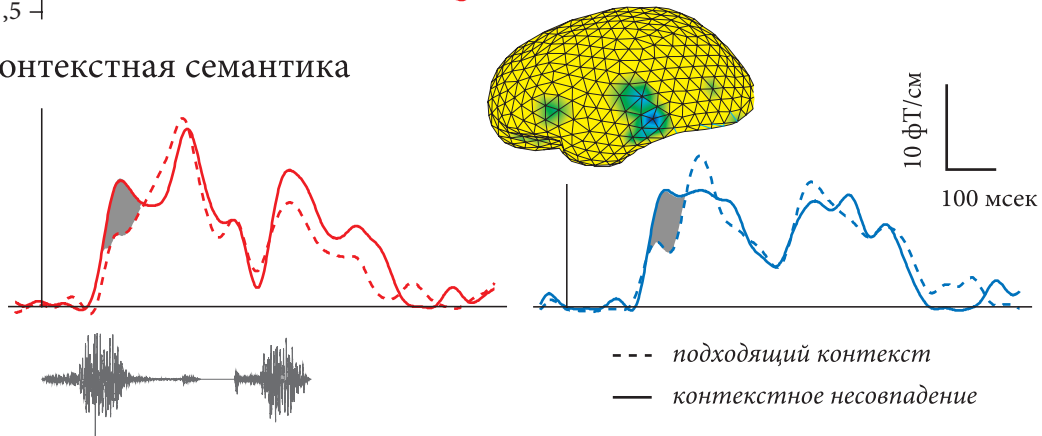 ,5
онтекстная семантика
10 фТ/см
100 мсек
подходящий контекст
контекстное несовпадение